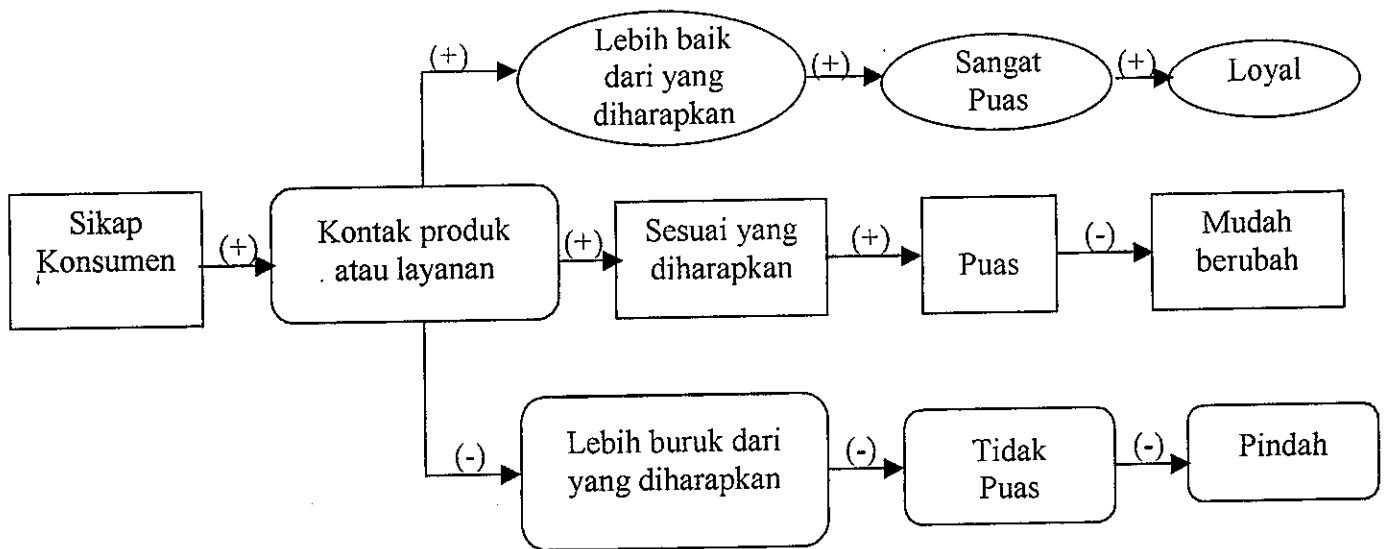 (+)
Lebih baik
dari yang
diharapkan
(+)
Sangat
Puas
(+)
Loyal
Sikap
Konsumen
(+)
Kontak produk
atau layanan
(+)
Sesuai yang
diharapkan
(+)
Puas
(-)
Mudah
berubah
(-)
Lebih buruk dari
yang diharapkan
(-)
Tidak
Puas
(-)
Pindah